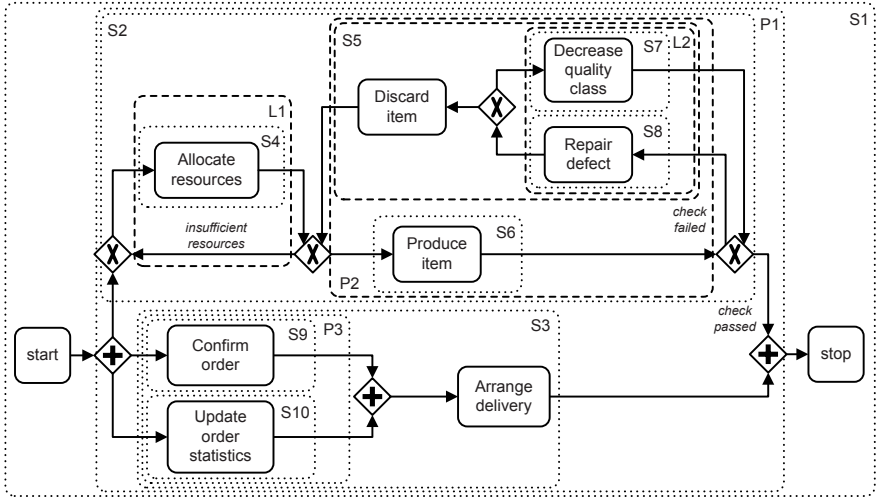 S2
P1
S1
S5
S7
L2
Decrease
quality
class
Discard
item
L1
S4
Allocate
resources
S8
Repair
defect
insufficient
resources
check
failed
S6
Produce
item
P2
check
passed
start
S9
P3
S3
Confirm
order
stop
Arrange
delivery
S10
Update
order
statistics